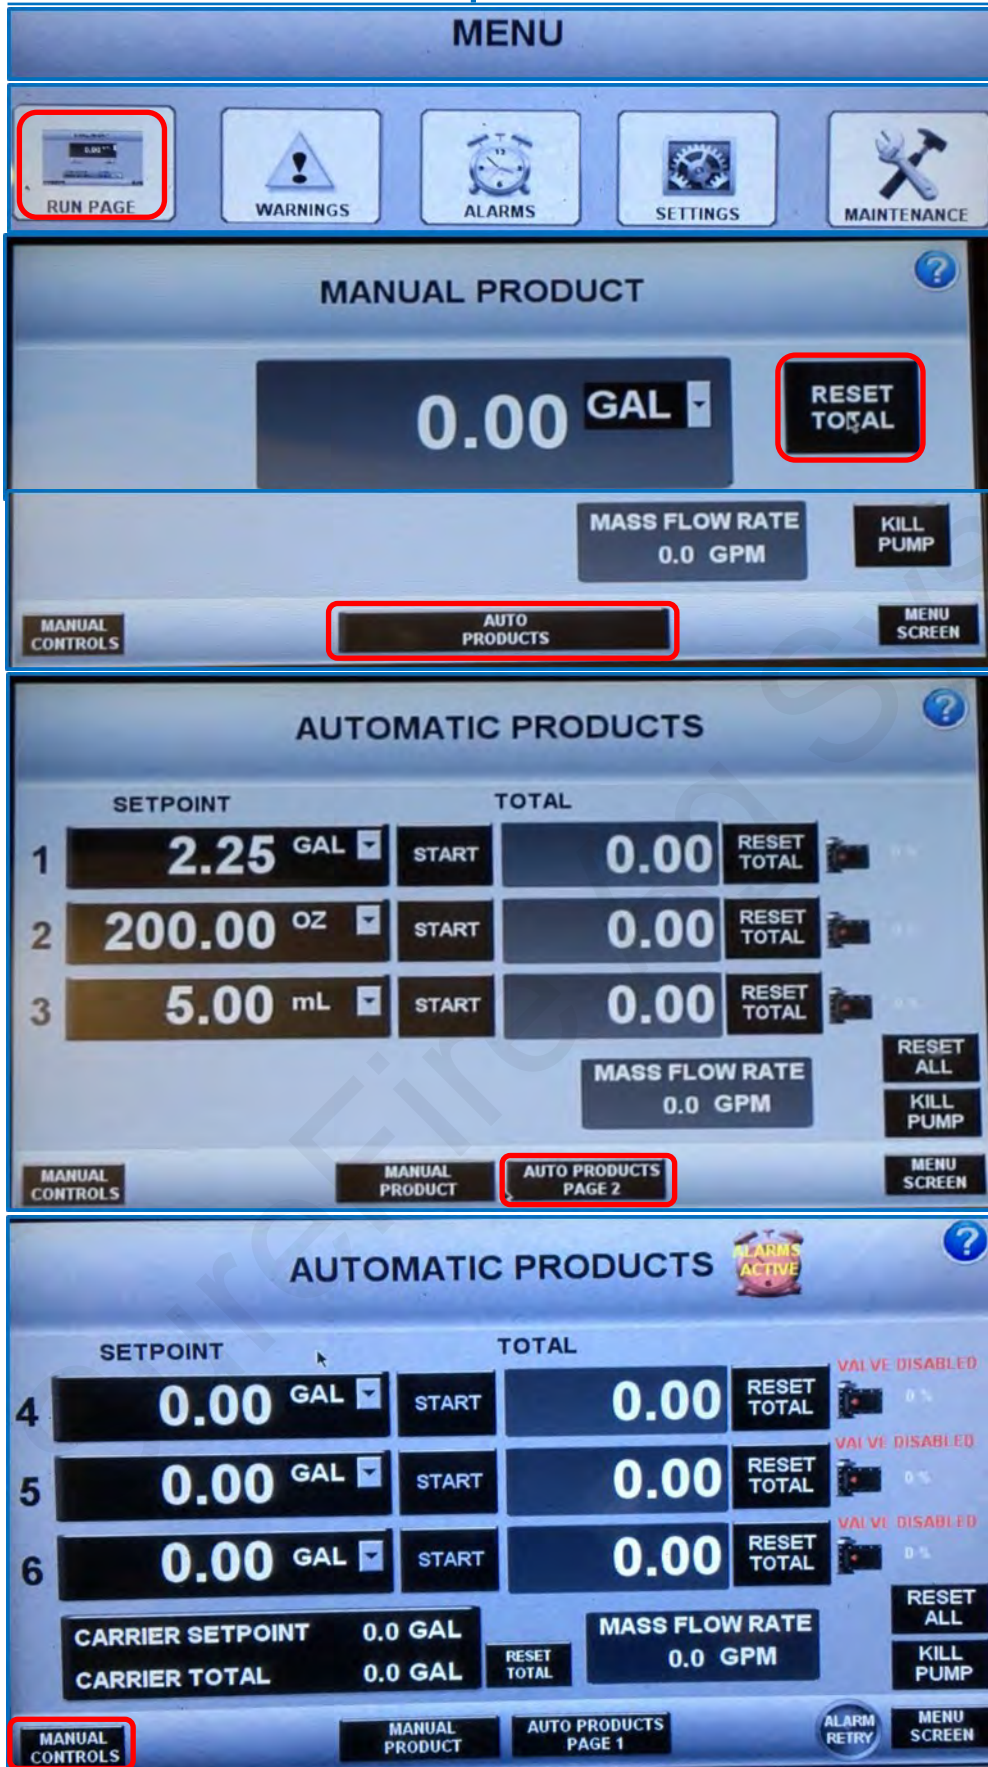 MENU
RUN PAGE
WARNINGS
ALARMS
SETTINGS
MAINTENANCE
MANUAL PRODUCT
?
0.00 GAL
RESET
TOTAL
MASS FLOW RATE
0.0 GPM
KILL
PUMP
MANUAL
CONTROLS
AUTO
PRODUCTS
MENU
SCREEN
AUTOMATIC PRODUCTS
?
SETPOINT TOTAL
1 2.25 GAL START 0.00 RESET TOTAL 0 %
2 200.00 OZ START 0.00 RESET TOTAL
3 5.00 mL START 0.00 RESET TOTAL 0 %
MASS FLOW RATE
0.0 GPM
RESET
ALL
KILL
PUMP
MANUAL
CONTROLS
MANUAL
PRODUCT
AUTO PRODUCTS
PAGE 2
MENU
SCREEN
AUTOMATIC PRODUCTS
ALARMS
ACTIVE
?
SETPOINT TOTAL
VALVE DISABLED
4 0.00 GAL START 0.00 RESET TOTAL 0 %
VALVE DISABLED
5 0.00 GAL START 0.00 RESET TOTAL 0 %
VALVE DISABLED
6 0.00 GAL START 0.00 RESET TOTAL 0 %
CARRIER SETPOINT 0.0 GAL
CARRIER TOTAL 0.0 GAL
RESET
TOTAL
MASS FLOW RATE
0.0 GPM
RESET
ALL
KILL
PUMP
MANUAL
CONTROLS
MANUAL
PRODUCT
AUTO PRODUCTS
PAGE 1
ALARM
RETRY
MENU
SCREEN